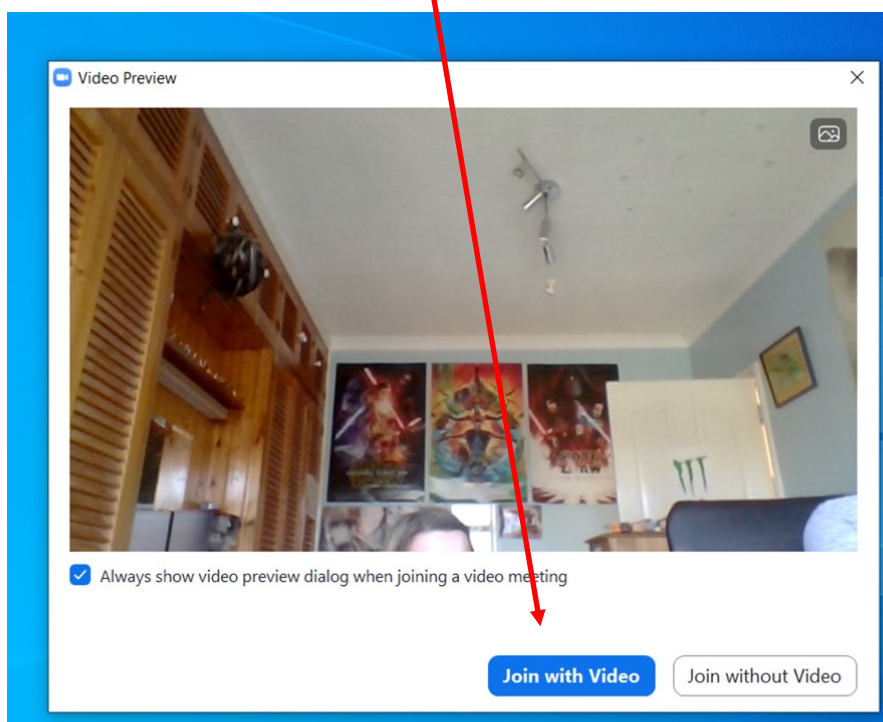 Video Preview
Always show video preview dialog when joining a video meeting
Join with Video
Join without Video